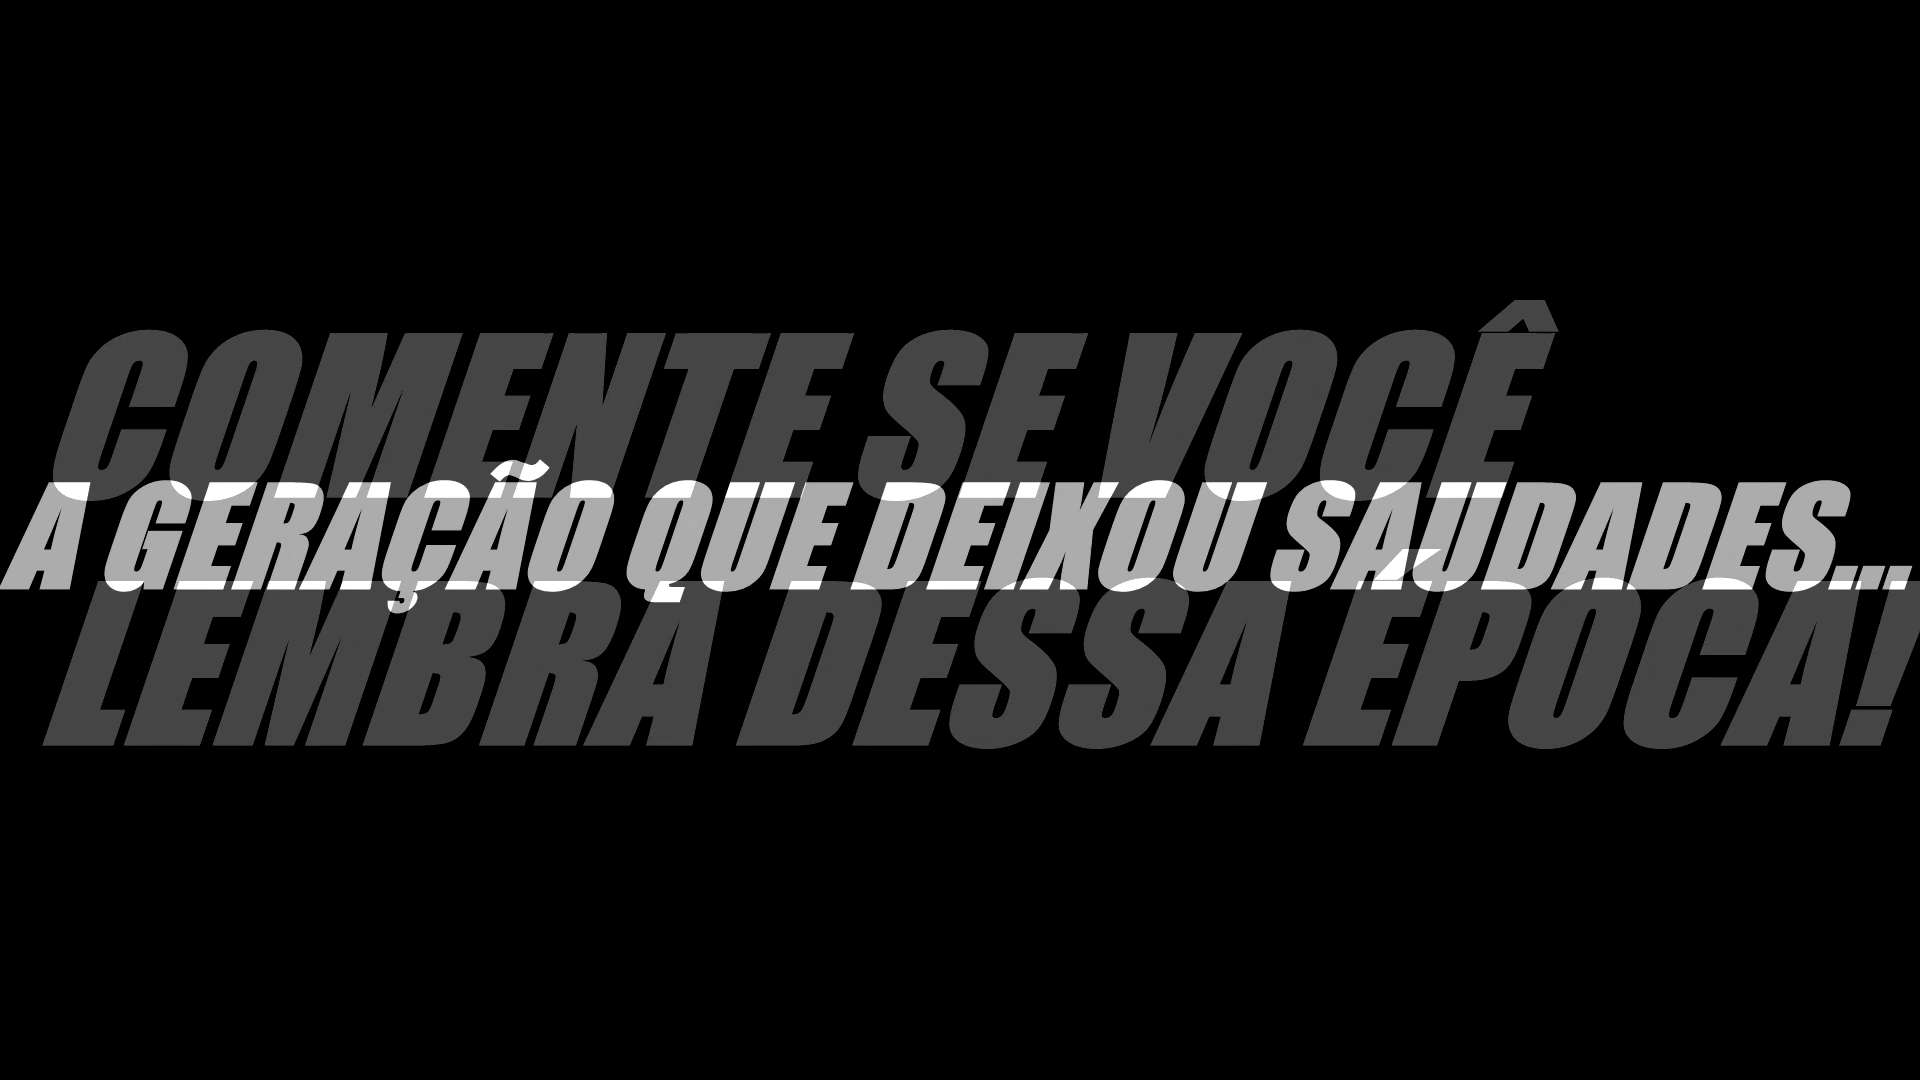 COMENTE SE VOCÊ
A GERAÇÃO QUE DEIXOU SAUDADES...
LEMBRA DESSA ÉPOCA!